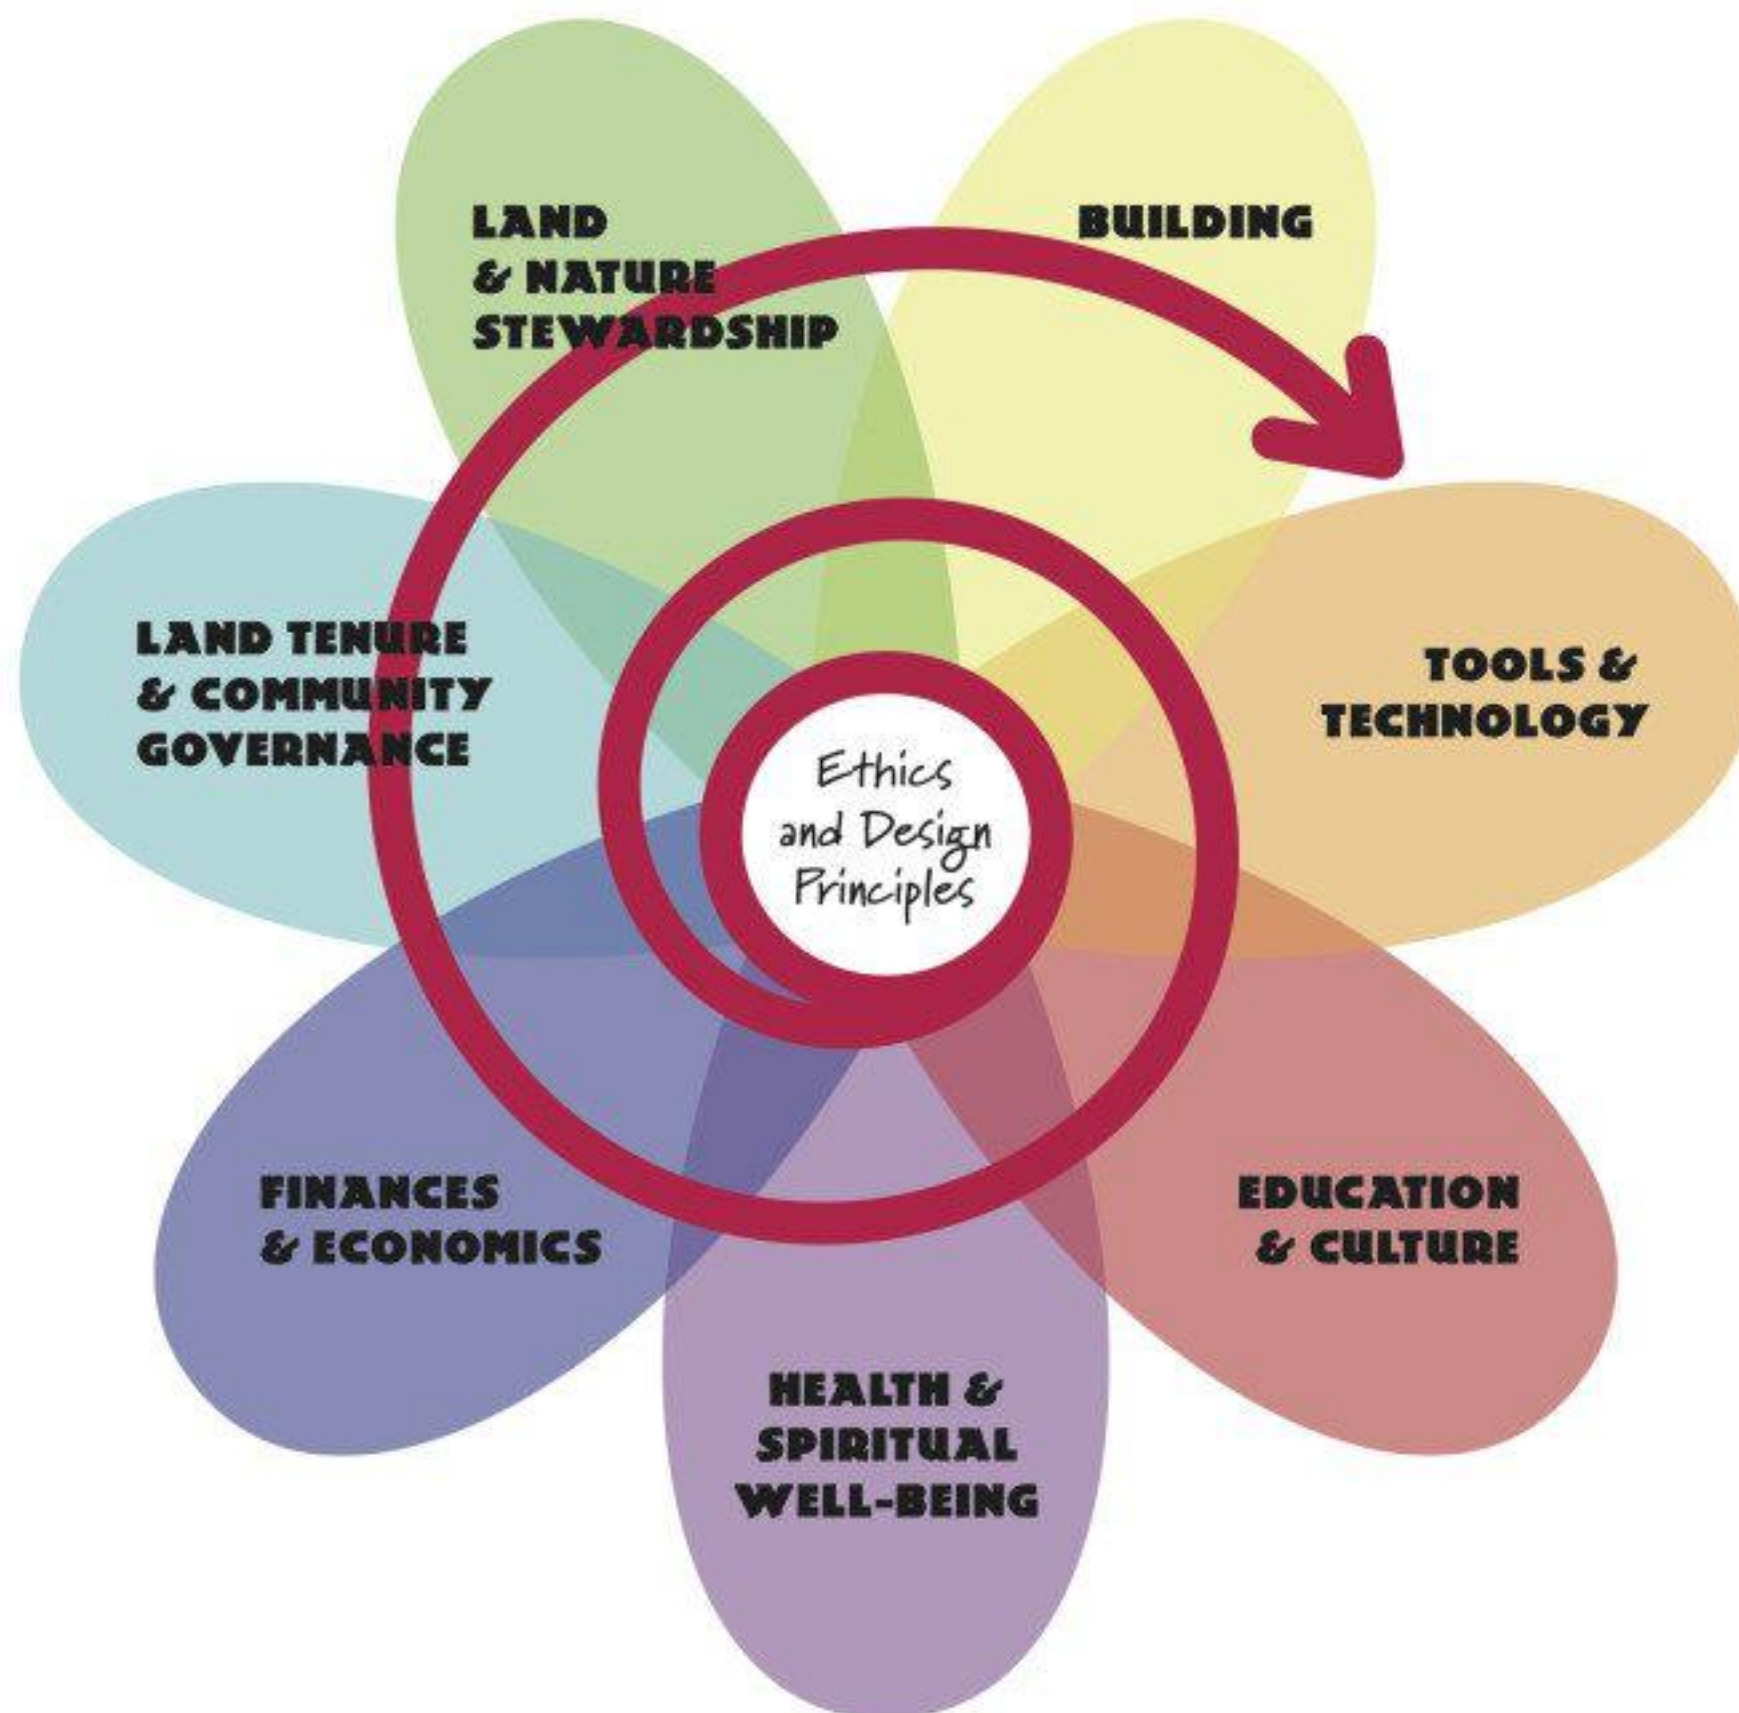 LAND
& NATURE
STEWARDSHIP
BUILDING
TOOLS &
TECHNOLOGY
EDUCATION
& CULTURE
HEALTH &
SPIRITUAL
WELL-BEING
FINANCES
& ECONOMICS
LAND TENURE
& COMMUNITY
GOVERNANCE
Ethics
and Design
Principles